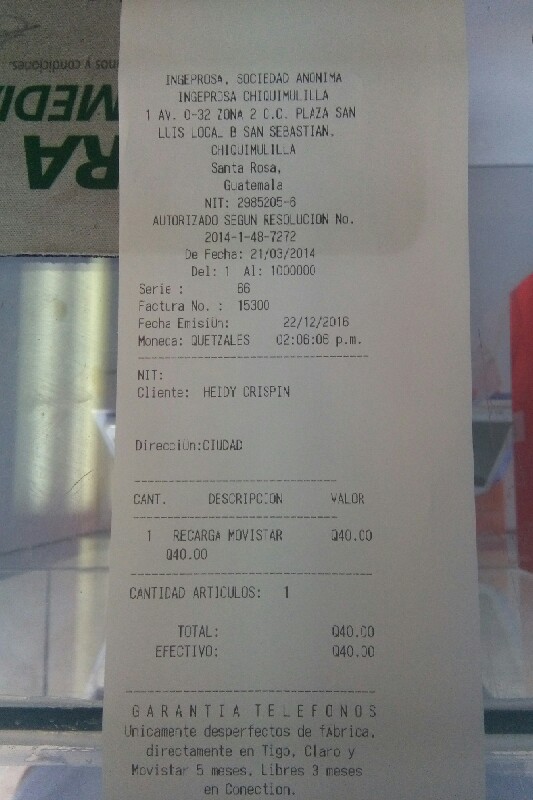 INGEPROSA, SOCIEDAD ANONIMA
INGEPROSA CHIQUIMULILLA
1 AV. 0-32 ZONA 2 C.C. PLAZA SAN
LUIS LOCAL B SAN SEBASTIAN.
CHIQUIMULILLA
Santa Rosa,
Guatemala
NIT: 2985205-6
AUTORIZADO SEGUN RESOLUCION No.
2014-1-48-7272
De Fecha: 21/03/2014
Del: 1 Al: 1000000
Serie : 66
Factura No. : 15300
Fecha EmisiÜn: 22/12/2016
Moneca: QUETZALES 02:06:06 p.m.
NIT:
Cliente: HEIDY CRISPIN
DirecciÜn:CIUDAD
CANT. DESCRIPCION VALOR
1 RECARGA MOVISTAR Q40.00
Q40.00
CANTIDAD ARTICULOS: 1
TOTAL: Q40.00
EFECTIVO: Q40.00
G A R A N T I A T E L E F O N O S
Unicamente desperfectos de fAbrica,
directamente en Tigo, Claro y
Movistar 5 meses, Libres 3 meses
en Conection.
nos y condiciones.
MEDI
RA